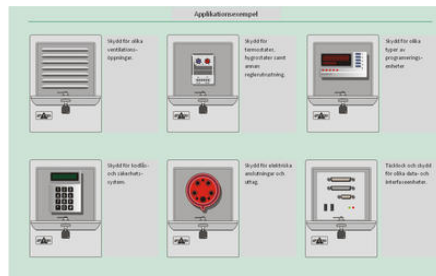 Applikationsexempel
Skydd för olika
ventilations-
öppningar.
Skydd för
termostater,
hygrostater samt
annan
reglerutrustning.
Skydd för olika
typer av
programerings-
enheter
Skydd för kodlås-
och säkerhets-
system.
Skydd för elektriska
anslutningar och
uttag.
Täcklock och skydd
för olika data- och
interfaceenheter.